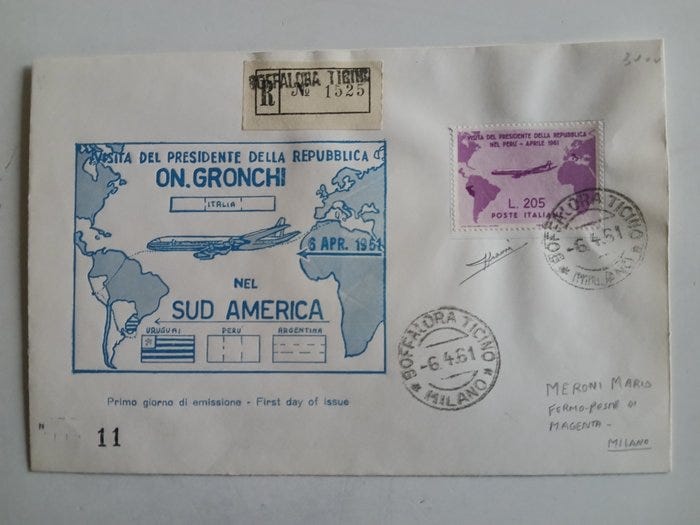 BOFFALORA TICINO
R No 1525
VISITA DEL PRESIDENTE DELLA REPUBBLICA
ON. GRONCHI
ITALIA
6 APR. 1961
NEL
SUD AMERICA
URUGUAI PERU' ARGENTINA
Primo giorno di emissione - First day of issue
N
11
VISITA DEL PRESIDENTE DELLA REPUBBLICA
NEL PERU' - APRILE 1961
L. 205
POSTE ITALIANE
BOFFALORA TICINO
-6.4.61
* MILANO *
BOFFALORA TICINO
-6.4.61
* MILANO *
MERONI MARIO
FERMO-POSTA DI
MAGENTA-
MILANO